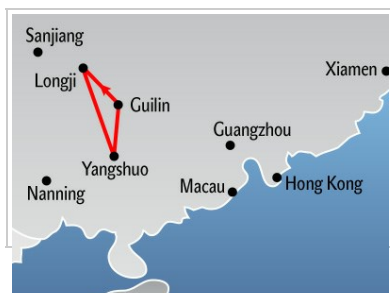 Sanjiang
Longji
Xiamen
Guilin
Guangzhou
Yangshuo
Nanning
Macau
Hong Kong